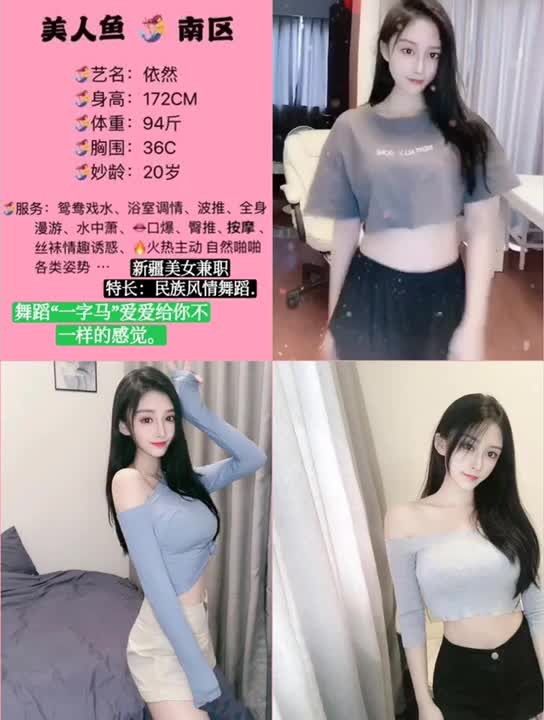 美人鱼 🧜‍♀️ 南区
🧜‍♀️艺名：依然
🧜‍♀️身高：172CM
🧜‍♀️体重：94斤
🧜‍♀️胸围：36C
🧜‍♀️妙龄：20岁
🧜‍♀️服务：鸳鸯戏水、浴室调情、波推、全身
漫游、水中萧、👄口爆、臀推、按摩、
丝袜情趣诱惑、🔥火热主动 自然啪啪
各类姿势 …
新疆美女兼职
特长：民族风情舞蹈.
舞蹈“一字马”爱爱给你不
一样的感觉。